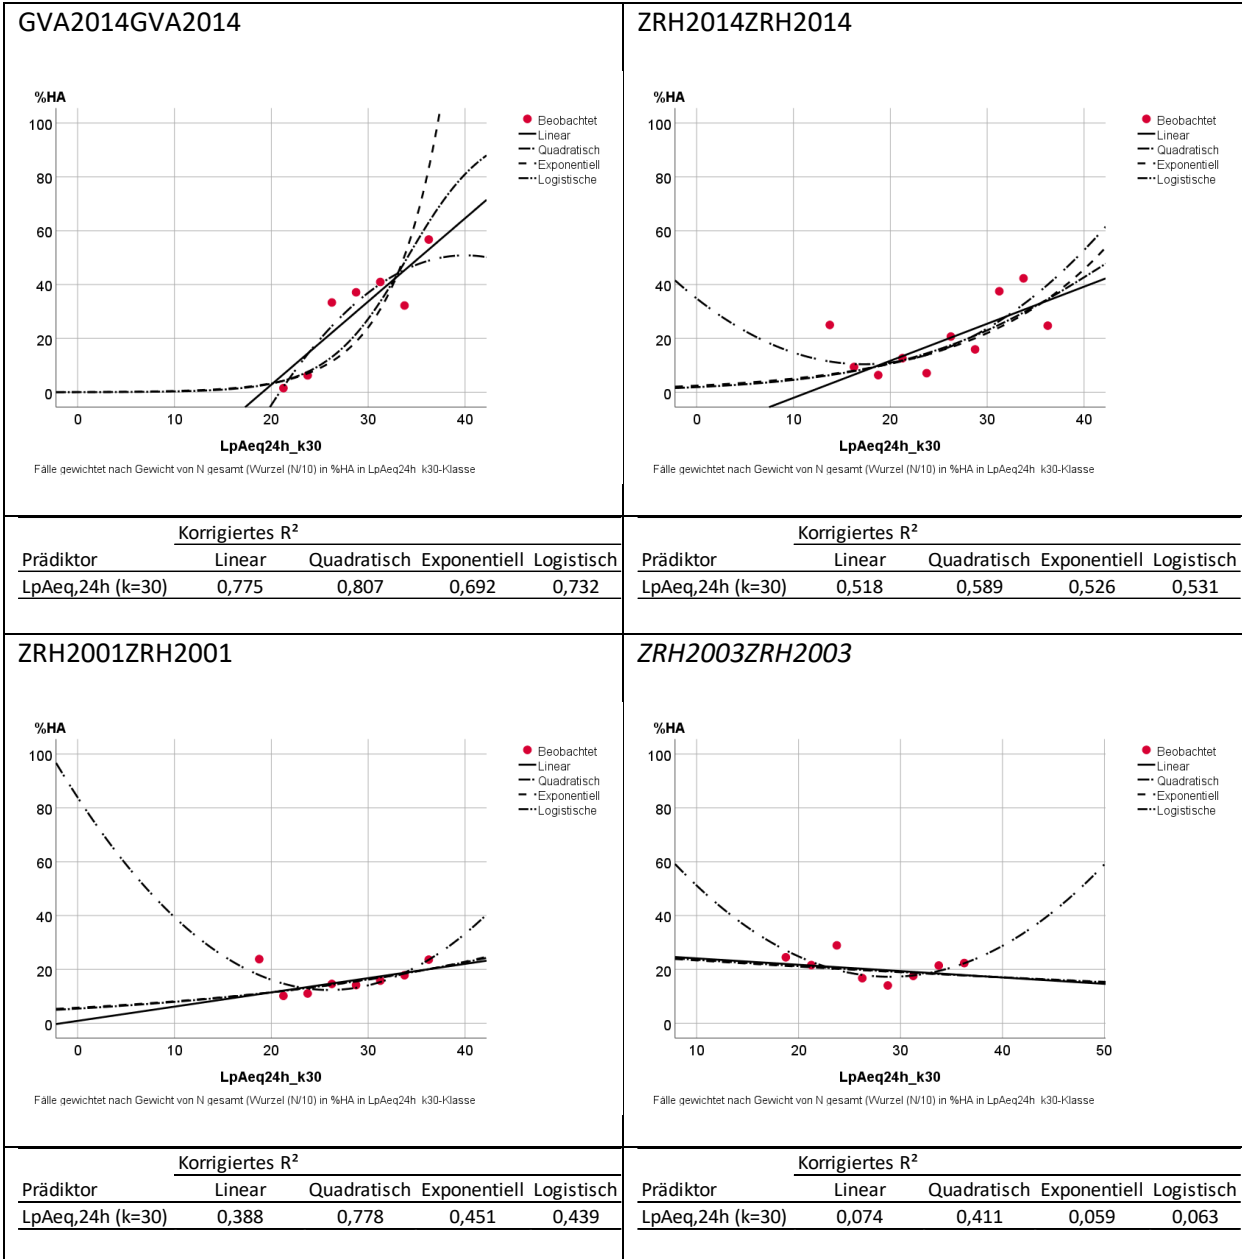 GVA2014GVA2014
%HA
100
80
60
40
20
0
0 10 20 30 40
LpAeq24h_k30
Beobachtet
Linear
Quadratisch
Exponentiell
Logistische
Fälle gewichtet nach Gewicht von N gesamt (Wurzel (N/10) in %HA in LpAeq24h_k30-Klasse
Korrigiertes R²
Prädiktor Linear Quadratisch Exponentiell Logistisch
LpAeq,24h (k=30) 0,775 0,807 0,692 0,732
ZRH2014ZRH2014
%HA
100
80
60
40
20
0
0 10 20 30 40
LpAeq24h_k30
Beobachtet
Linear
Quadratisch
Exponentiell
Logistische
Fälle gewichtet nach Gewicht von N gesamt (Wurzel (N/10) in %HA in LpAeq24h_k30-Klasse
Korrigiertes R²
Prädiktor Linear Quadratisch Exponentiell Logistisch
LpAeq,24h (k=30) 0,518 0,589 0,526 0,531
ZRH2001ZRH2001
%HA
100
80
60
40
20
0
0 10 20 30 40
LpAeq24h_k30
Beobachtet
Linear
Quadratisch
Exponentiell
Logistische
Fälle gewichtet nach Gewicht von N gesamt (Wurzel (N/10) in %HA in LpAeq24h_k30-Klasse
Korrigiertes R²
Prädiktor Linear Quadratisch Exponentiell Logistisch
LpAeq,24h (k=30) 0,388 0,778 0,451 0,439
ZRH2003ZRH2003
%HA
100
80
60
40
20
0
10 20 30 40 50
LpAeq24h_k30
Beobachtet
Linear
Quadratisch
Exponentiell
Logistische
Fälle gewichtet nach Gewicht von N gesamt (Wurzel (N/10) in %HA in LpAeq24h_k30-Klasse
Korrigiertes R²
Prädiktor Linear Quadratisch Exponentiell Logistisch
LpAeq,24h (k=30) 0,074 0,411 0,059 0,063